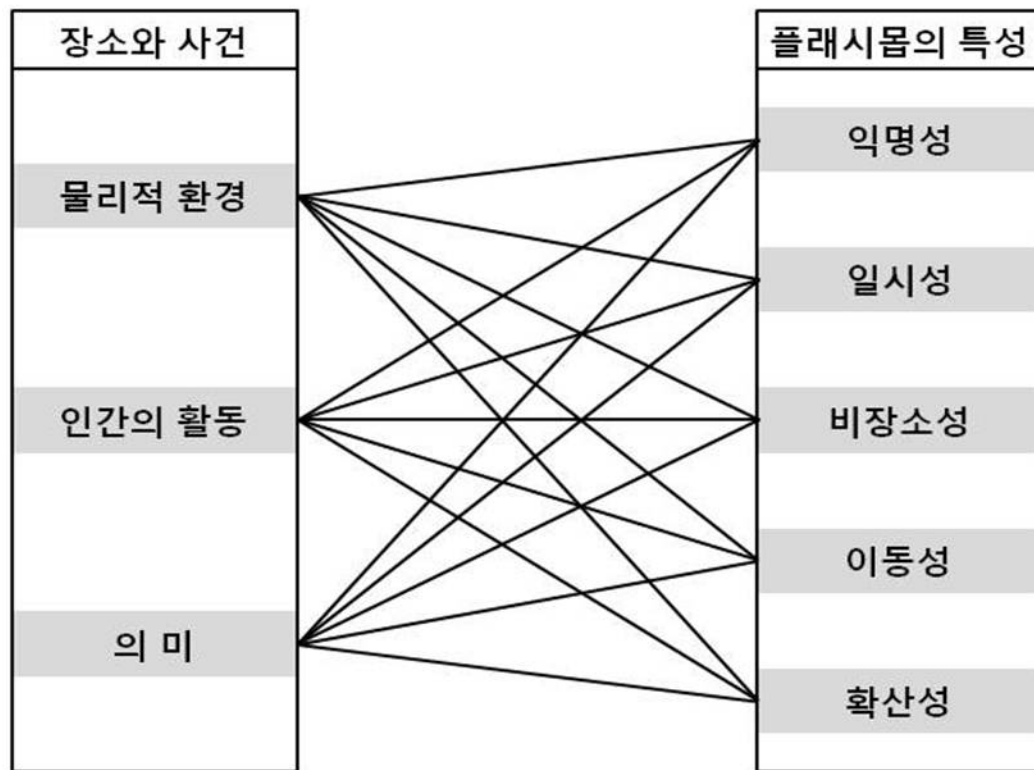 장소와 사건
물리적 환경
인간의 활동
의 미
플래시몹의 특성
익명성
일시성
비장소성
이동성
확산성